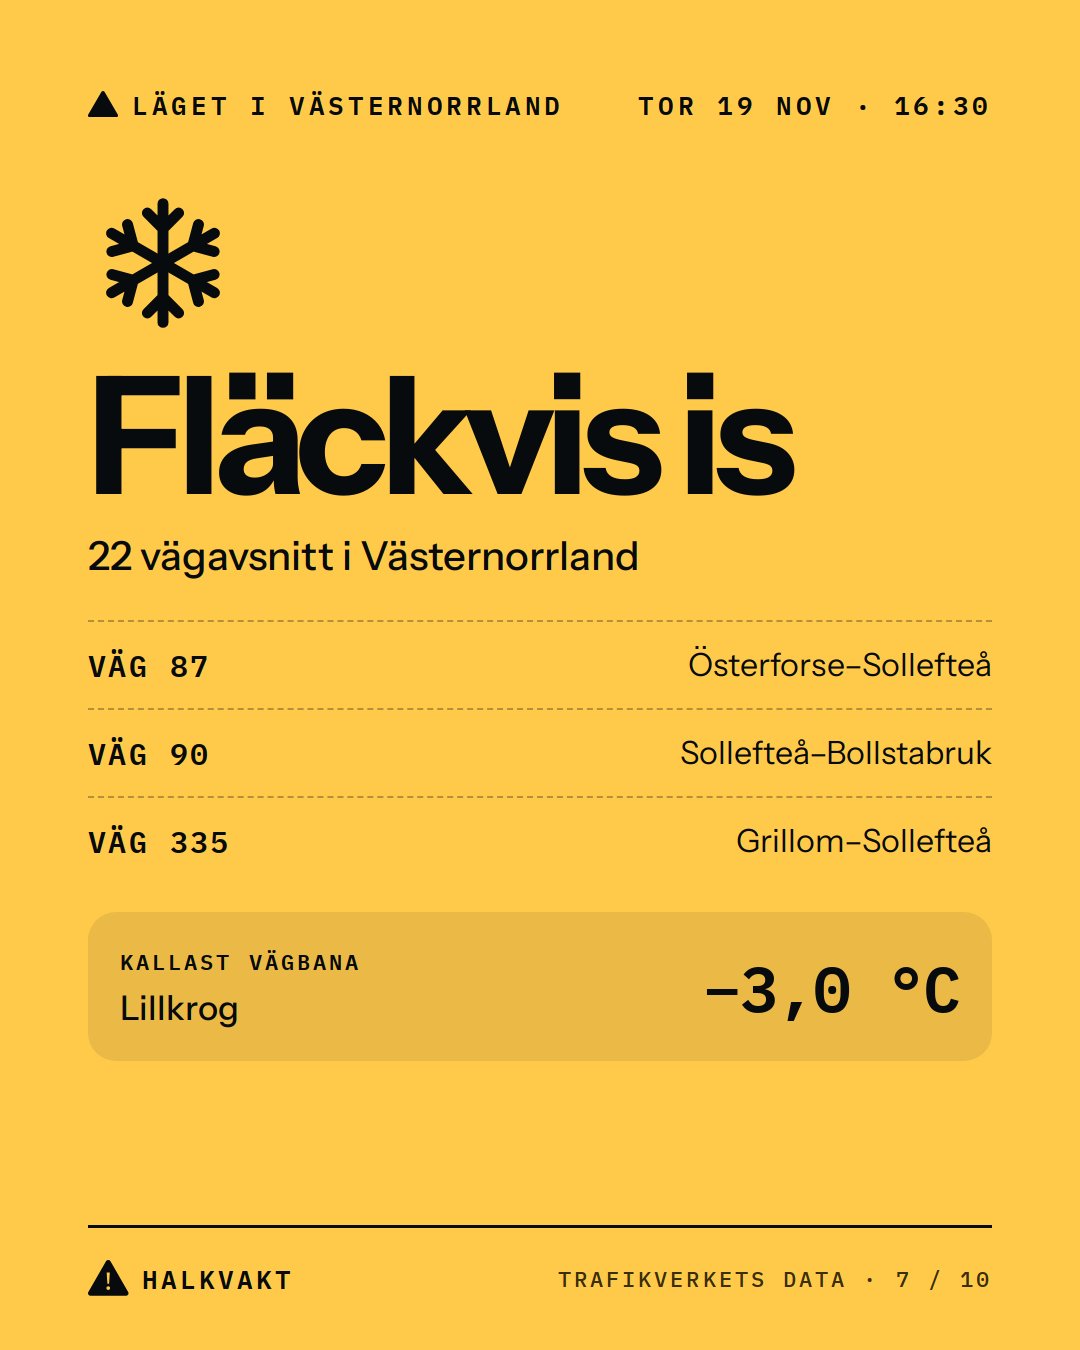 LÄGET I VÄSTERNORRLAND TOR 19 NOV · 16:30
Fläckvis is
22 vägavsnitt i Västernorrland
VÄG 87 Österforse–Sollefteå
VÄG 90 Sollefteå–Bollstabruk
VÄG 335 Grillom–Sollefteå
KALLAST VÄGBANA
Lillkrog
−3,0 °C
HALKVAKT TRAFIKVERKETS DATA · 7 / 10